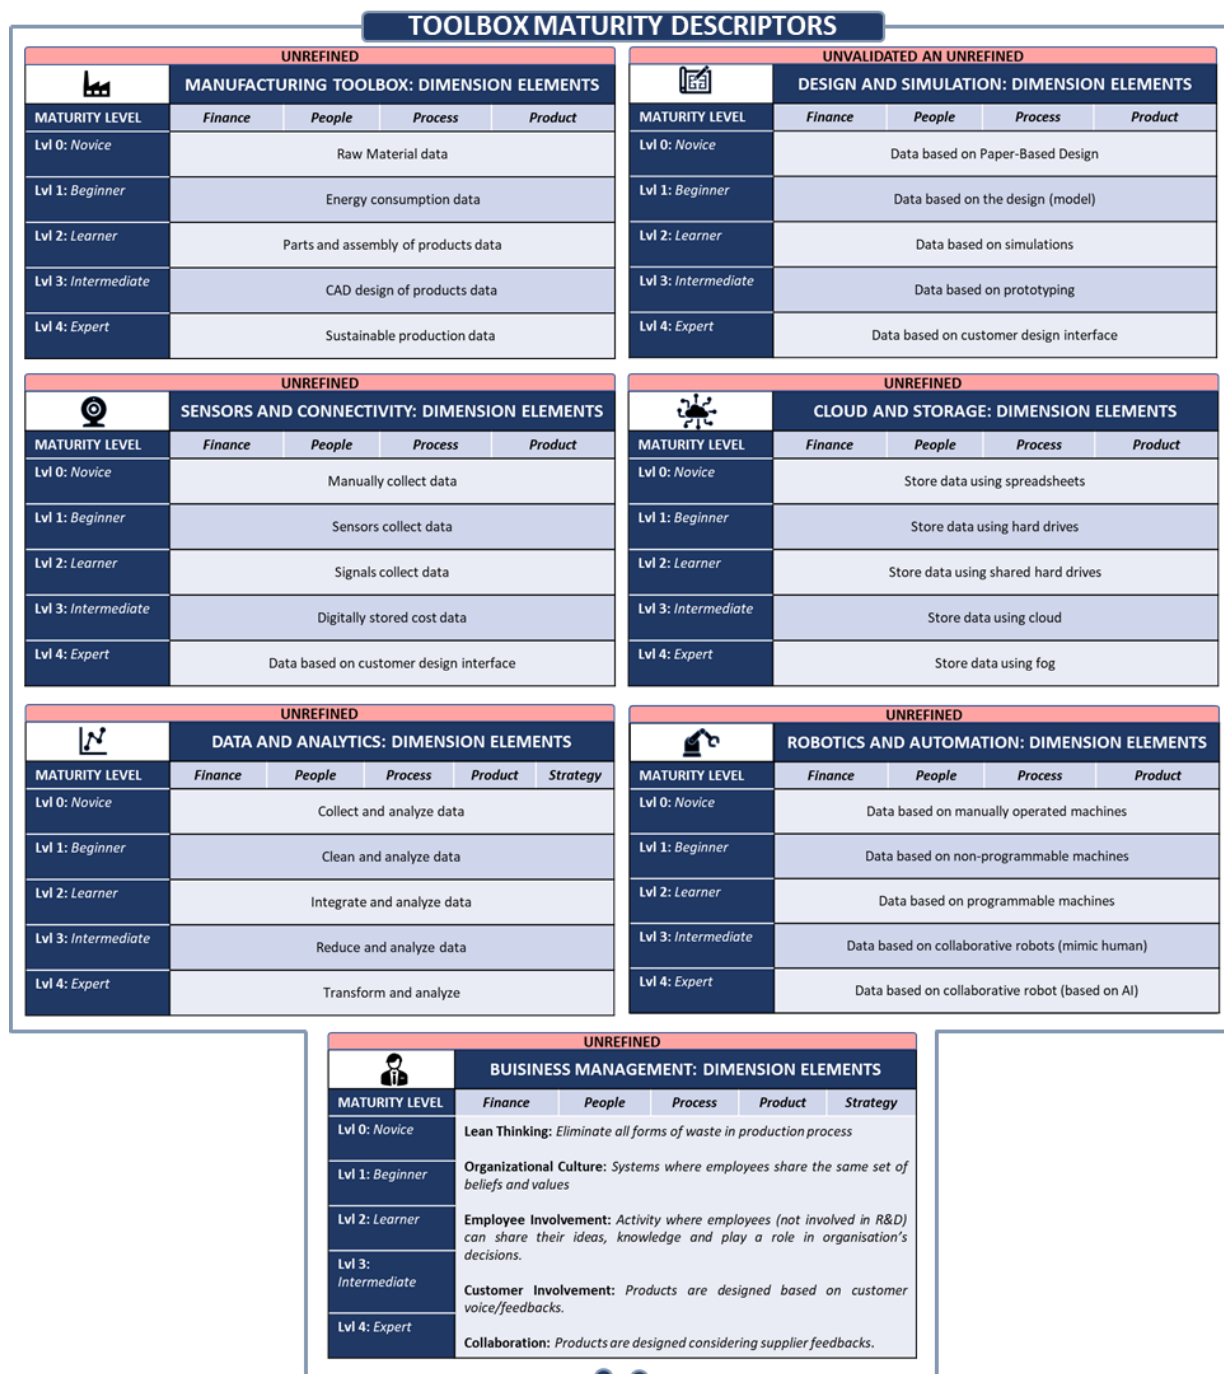 TOOLBOX MATURITY DESCRIPTORS
UNREFINED
MANUFACTURING TOOLBOX: DIMENSION ELEMENTS
MATURITY LEVEL Finance People Process Product
Lvl 0: Novice Raw Material data
Lvl 1: Beginner Energy consumption data
Lvl 2: Learner Parts and assembly of products data
Lvl 3: Intermediate CAD design of products data
Lvl 4: Expert Sustainable production data
UNVALIDATED AN UNREFINED
DESIGN AND SIMULATION: DIMENSION ELEMENTS
MATURITY LEVEL Finance People Process Product
Lvl 0: Novice Data based on Paper-Based Design
Lvl 1: Beginner Data based on the design (model)
Lvl 2: Learner Data based on simulations
Lvl 3: Intermediate Data based on prototyping
Lvl 4: Expert Data based on customer design interface
UNREFINED
SENSORS AND CONNECTIVITY: DIMENSION ELEMENTS
MATURITY LEVEL Finance People Process Product
Lvl 0: Novice Manually collect data
Lvl 1: Beginner Sensors collect data
Lvl 2: Learner Signals collect data
Lvl 3: Intermediate Digitally stored cost data
Lvl 4: Expert Data based on customer design interface
UNREFINED
CLOUD AND STORAGE: DIMENSION ELEMENTS
MATURITY LEVEL Finance People Process Product
Lvl 0: Novice Store data using spreadsheets
Lvl 1: Beginner Store data using hard drives
Lvl 2: Learner Store data using shared hard drives
Lvl 3: Intermediate Store data using cloud
Lvl 4: Expert Store data using fog
UNREFINED
DATA AND ANALYTICS: DIMENSION ELEMENTS
MATURITY LEVEL Finance People Process Product Strategy
Lvl 0: Novice Collect and analyze data
Lvl 1: Beginner Clean and analyze data
Lvl 2: Learner Integrate and analyze data
Lvl 3: Intermediate Reduce and analyze data
Lvl 4: Expert Transform and analyze
UNREFINED
ROBOTICS AND AUTOMATION: DIMENSION ELEMENTS
MATURITY LEVEL Finance People Process Product
Lvl 0: Novice Data based on manually operated machines
Lvl 1: Beginner Data based on non-programmable machines
Lvl 2: Learner Data based on programmable machines
Lvl 3: Intermediate Data based on collaborative robots (mimic human)
Lvl 4: Expert Data based on collaborative robot (based on AI)
UNREFINED
BUISINESS MANAGEMENT: DIMENSION ELEMENTS
MATURITY LEVEL Finance People Process Product Strategy
Lvl 0: Novice
Lvl 1: Beginner
Lvl 2: Learner
Lvl 3:
Intermediate
Lvl 4: Expert
Lean Thinking: Eliminate all forms of waste in production process
Organizational Culture: Systems where employees share the same set of
beliefs and values
Employee Involvement: Activity where employees (not involved in R&D)
can share their ideas, knowledge and play a role in organisation's
decisions.
Customer Involvement: Products are designed based on customer
voice/feedbacks.
Collaboration: Products are designed considering supplier feedbacks.